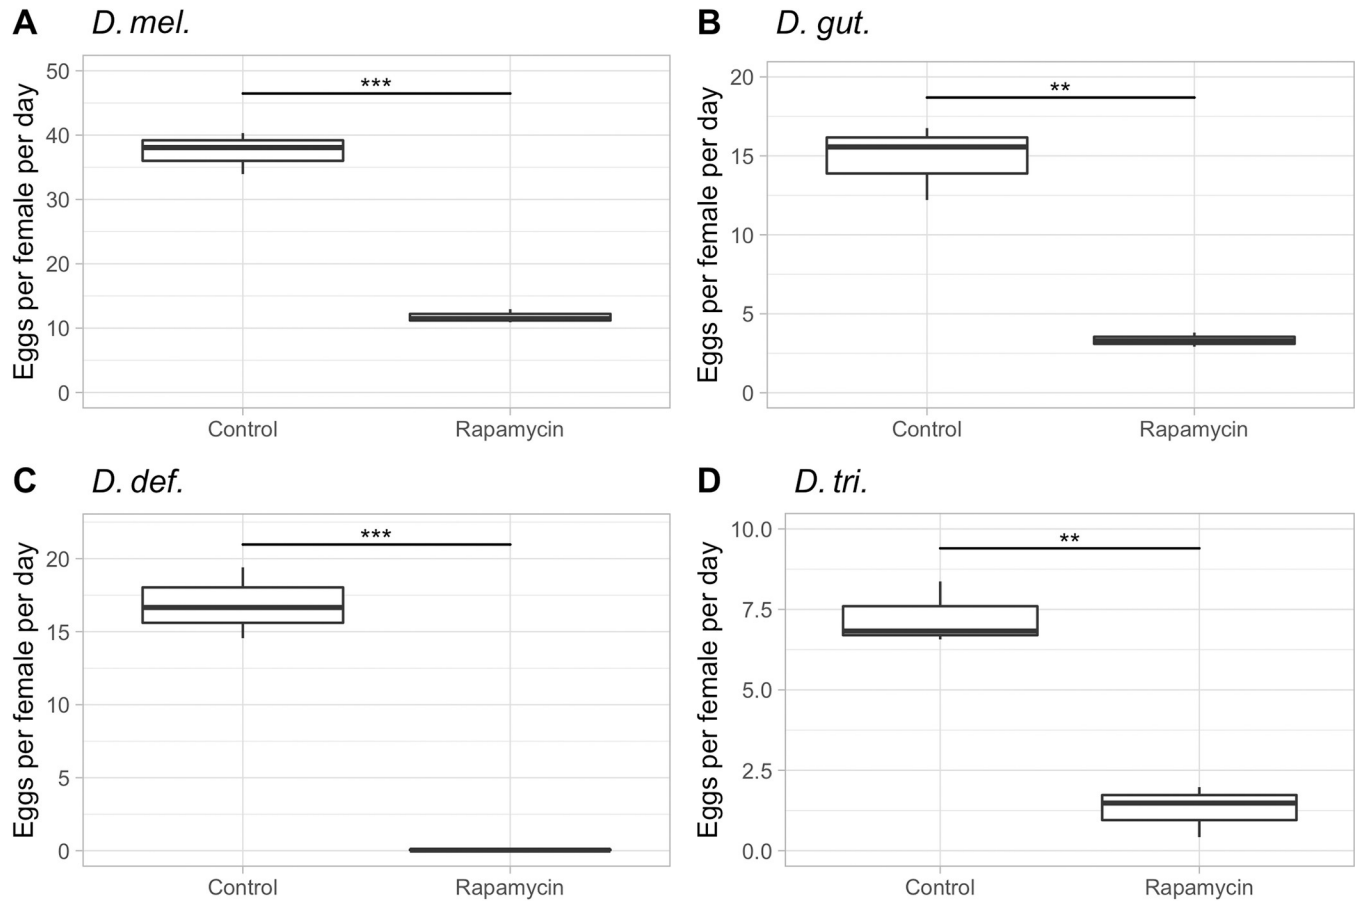 A D. mel.
Eggs per female per day
50
40
30
20
10
0
***
Control Rapamycin
B D. gut.
Eggs per female per day
20
15
10
5
0
**
Control Rapamycin
C D. def.
Eggs per female per day
20
15
10
5
0
***
Control Rapamycin
D D. tri.
Eggs per female per day
10.0
7.5
5.0
2.5
0.0
**
Control Rapamycin